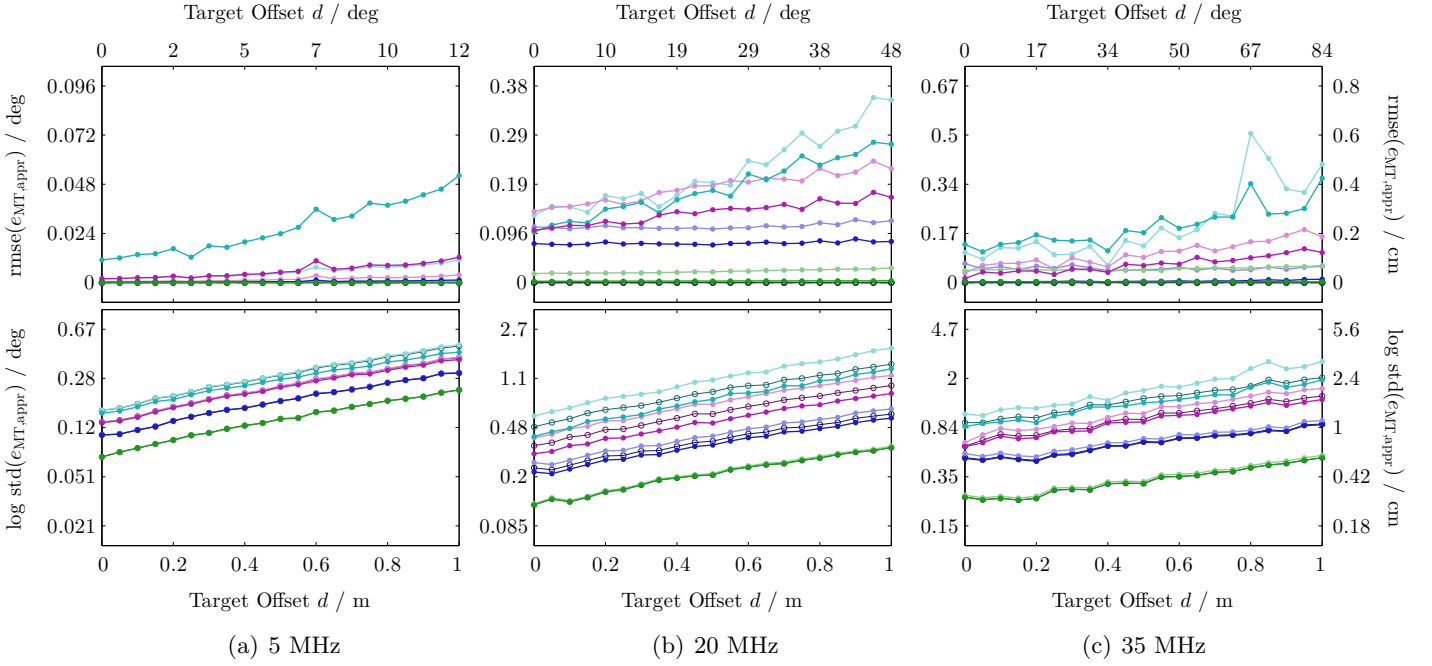 Target Offset d / deg
Target Offset d / deg
Target Offset d / deg
0 2 5 7 10 12
0 10 19 29 38 48
0 17 34 50 67 84
rmse(e_MT,appr) / deg
0.096
0.072
0.048
0.024
0
0.38
0.29
0.19
0.096
0
0.67
0.5
0.34
0.17
0
0.8
0.6
0.4
0.2
0
rmse(e_MT,appr) / cm
log std(e_MT,appr) / deg
0.67
0.28
0.12
0.051
0.021
2.7
1.1
0.48
0.2
0.085
4.7
2
0.84
0.35
0.15
5.6
2.4
1
0.42
0.18
log std(e_MT,appr) / cm
0 0.2 0.4 0.6 0.8 1
0 0.2 0.4 0.6 0.8 1
0 0.2 0.4 0.6 0.8 1
Target Offset d / m
Target Offset d / m
Target Offset d / m
(a) 5 MHz
(b) 20 MHz
(c) 35 MHz